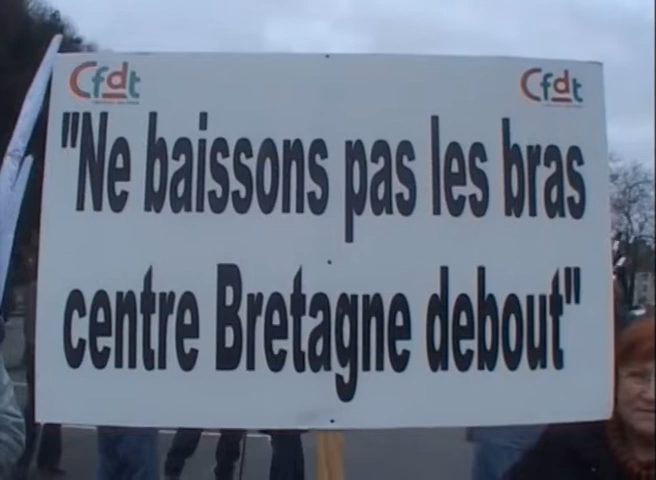 Cfdt Cfdt
"Ne baissons pas les bras
centre Bretagne debout"